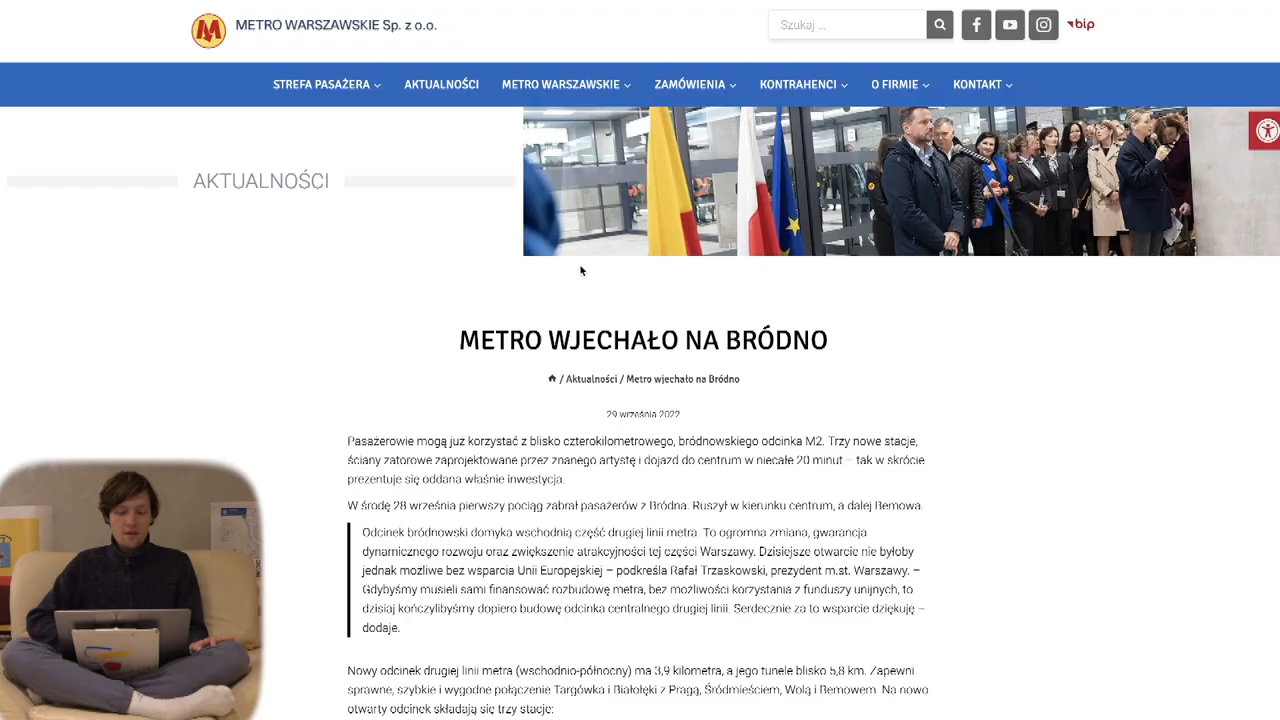 METRO WARSZAWSKIE Sp. z o.o.
Szukaj ...
bip
STREFA PASAŻERA AKTUALNOŚCI METRO WARSZAWSKIE ZAMÓWIENIA KONTRAHENCI O FIRMIE KONTAKT
AKTUALNOŚCI
METRO WJECHAŁO NA BRÓDNO
/ Aktualności / Metro wjechało na Bródno
29 września 2022
Pasażerowie mogą już korzystać z blisko czterokilometrowego, bródnowskiego odcinka M2. Trzy nowe stacje,
ściany zatorowe zaprojektowane przez znanego artystę i dojazd do centrum w niecałe 20 minut – tak w skrócie
prezentuje się oddana właśnie inwestycja.
W środę 28 września pierwszy pociąg zabrał pasażerów z Bródna. Ruszył w kierunku centrum, a dalej Bemowa.
Odcinek bródnowski domyka wschodnią część drugiej linii metra. To ogromna zmiana, gwarancja
dynamicznego rozwoju oraz zwiększenie atrakcyjności tej części Warszawy. Dzisiejsze otwarcie nie byłoby
jednak możliwe bez wsparcia Unii Europejskiej – podkreśla Rafał Trzaskowski, prezydent m.st. Warszawy. –
Gdybyśmy musieli sami finansować rozbudowę metra, bez możliwości korzystania z funduszy unijnych, to
dzisiaj kończylibyśmy dopiero budowę odcinka centralnego drugiej linii. Serdecznie za to wsparcie dziękuję –
dodaje.
Nowy odcinek drugiej linii metra (wschodnio-północny) ma 3,9 kilometra, a jego tunele blisko 5,8 km. Zapewni
sprawne, szybkie i wygodne połączenie Targówka i Białołęki z Pragą, Śródmieściem, Wolą i Bemowem. Na nowo
otwarty odcinek składają się trzy stacje: